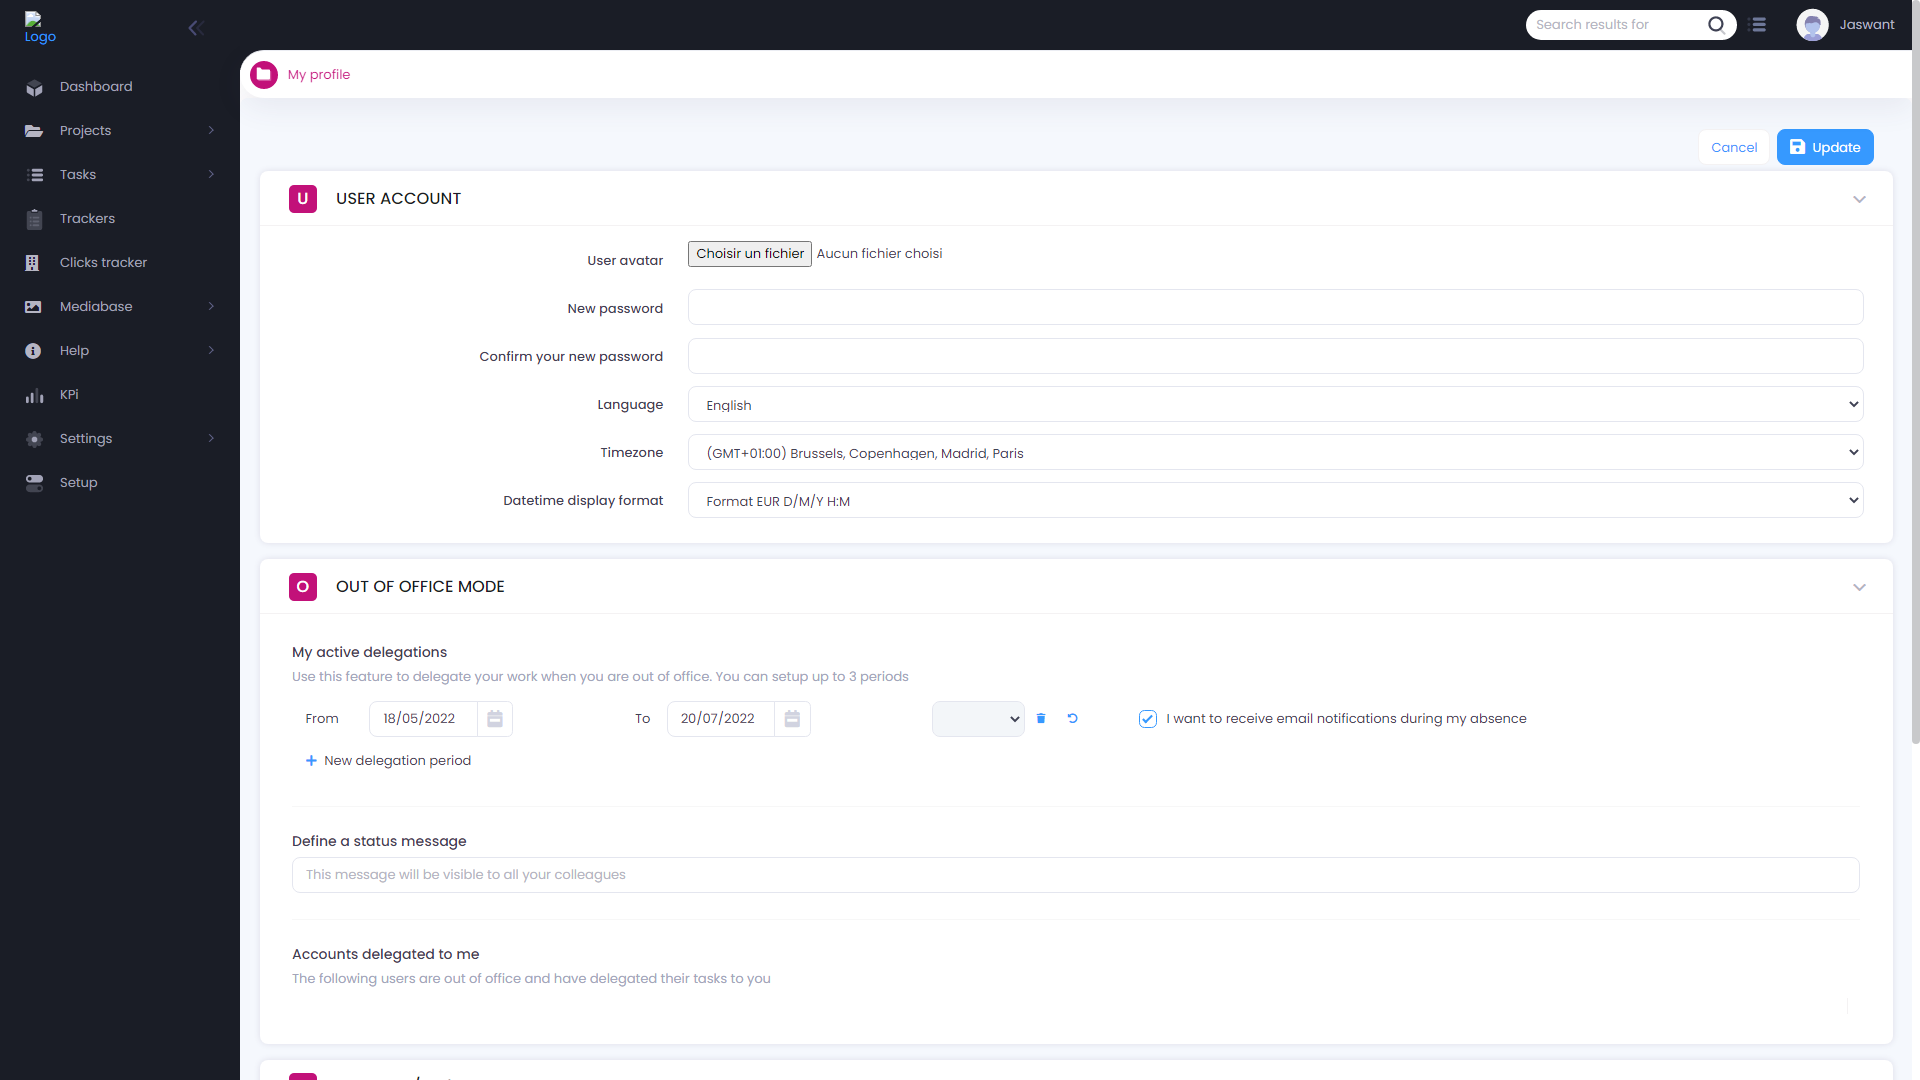 Logo
Search results for
Jaswant
My profile
Dashboard
Projects
Tasks
Trackers
Clicks tracker
Mediabase
Help
KPi
Settings
Setup
Cancel
Update
U USER ACCOUNT
User avatar Choisir un fichier Aucun fichier choisi
New password
Confirm your new password
Language English
Timezone (GMT+01:00) Brussels, Copenhagen, Madrid, Paris
Datetime display format Format EUR D/M/Y H:M
O OUT OF OFFICE MODE
My active delegations
Use this feature to delegate your work when you are out of office. You can setup up to 3 periods
From 18/05/2022 To 20/07/2022 I want to receive email notifications during my absence
New delegation period
Define a status message
This message will be visible to all your colleagues
Accounts delegated to me
The following users are out of office and have delegated their tasks to you